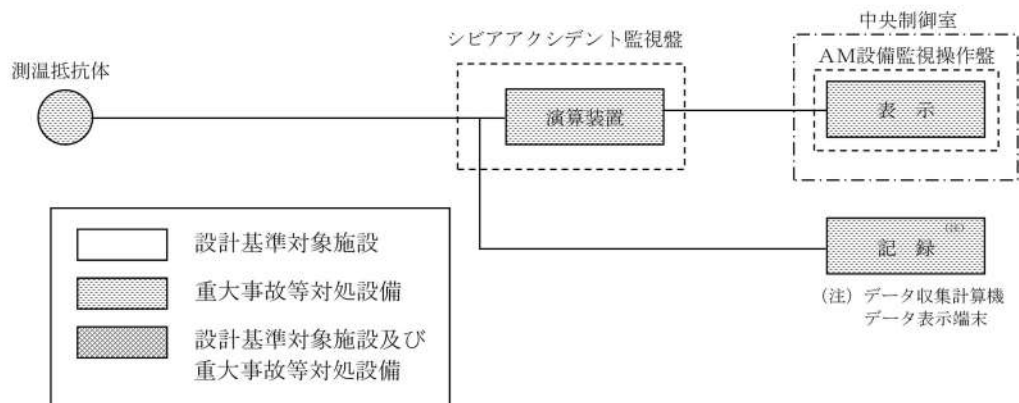 中央制御室
シビアアクシデント監視盤
AM設備監視操作盤
測温抵抗体
演算装置
表 示
(注)
記 録
設計基準対象施設
重大事故等対処設備
設計基準対象施設及び
重大事故等対処設備
(注) データ収集計算機
データ表示端末